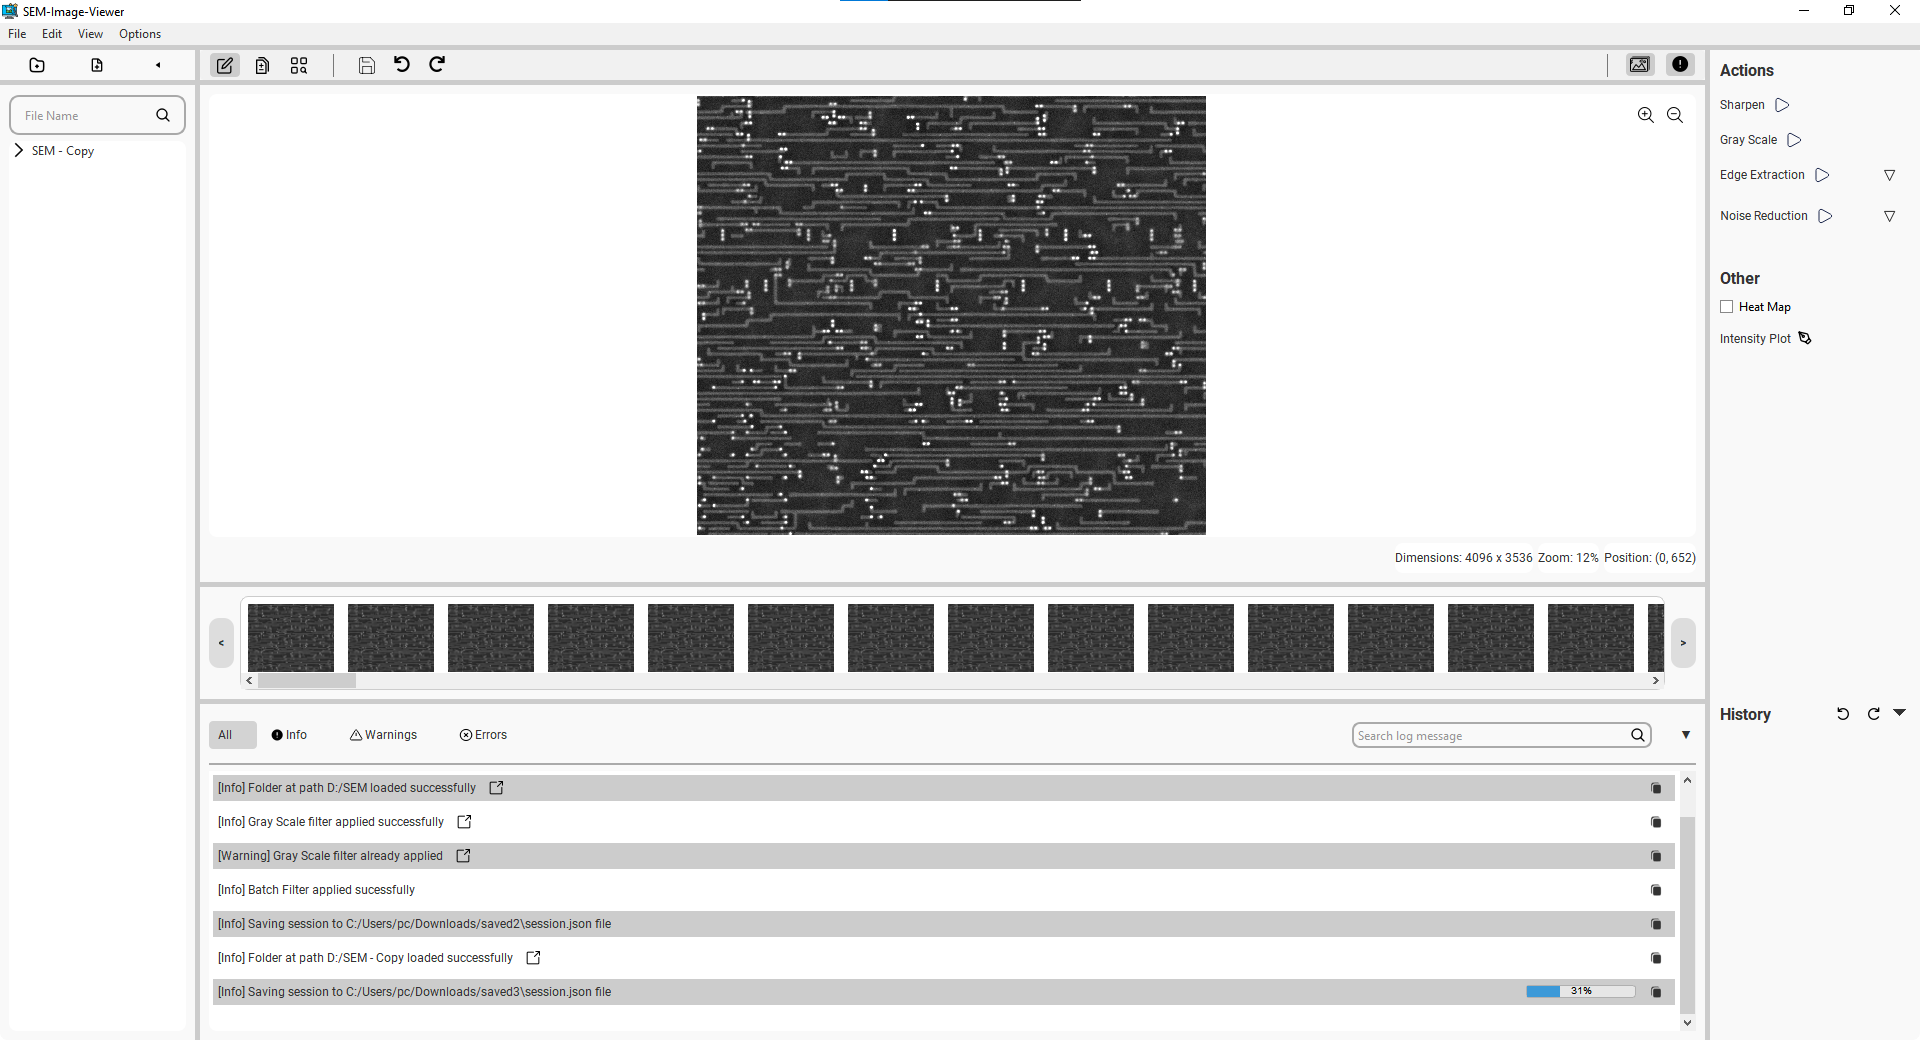 SEM-Image-Viewer
File Edit View Options
File Name
SEM - Copy
Dimensions: 4096 x 3536 Zoom: 12% Position: (0, 652)
<
>
All Info Warnings Errors
Search log message
[Info] Folder at path D:/SEM loaded successfully
[Info] Gray Scale filter applied successfully
[Warning] Gray Scale filter already applied
[Info] Batch Filter applied sucessfully
[Info] Saving session to C:/Users/pc/Downloads/saved2\session.json file
[Info] Folder at path D:/SEM - Copy loaded successfully
[Info] Saving session to C:/Users/pc/Downloads/saved3\session.json file 31%
Actions
Sharpen
Gray Scale
Edge Extraction
Noise Reduction
Other
Heat Map
Intensity Plot
History